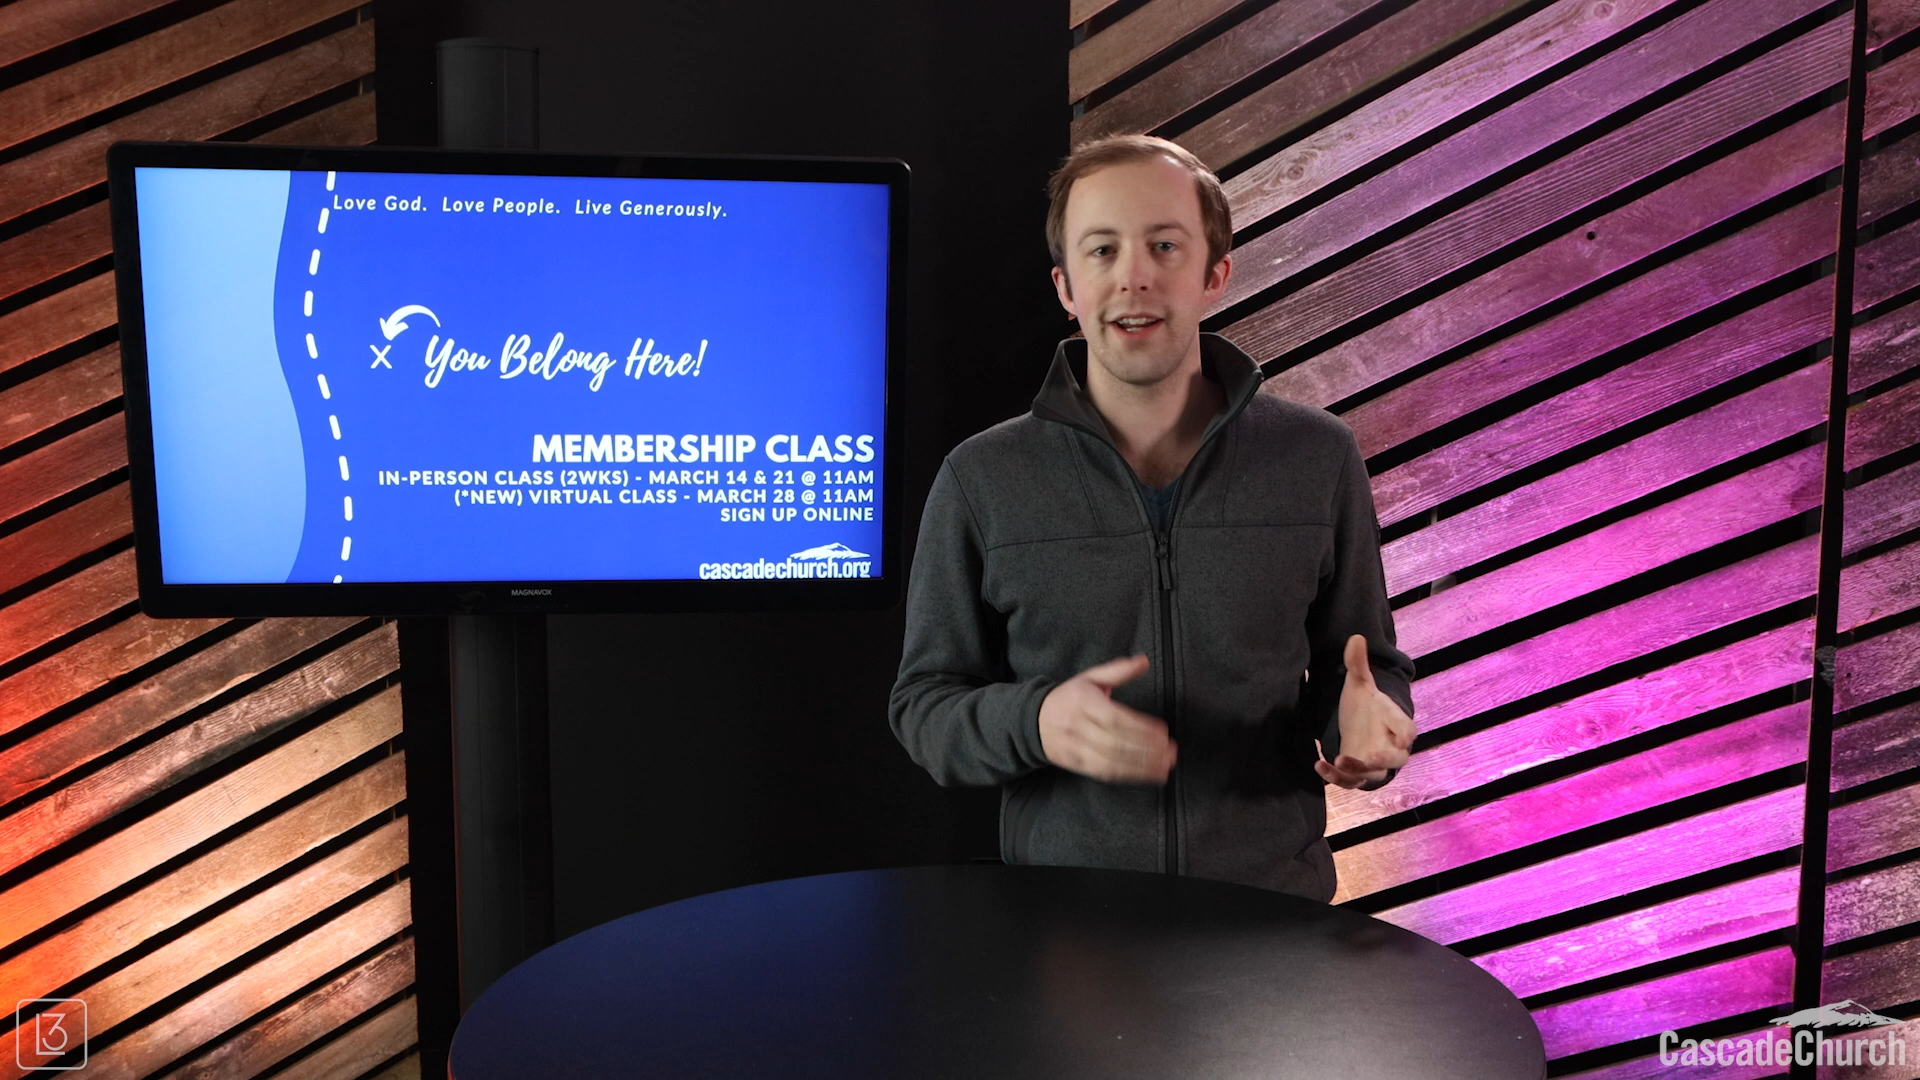 Love God. Love People. Live Generously.
X You Belong Here!
MEMBERSHIP CLASS
IN-PERSON CLASS (2WKS) - MARCH 14 & 21 @ 11AM
(*NEW) VIRTUAL CLASS - MARCH 28 @ 11AM
SIGN UP ONLINE
cascadechurch.org
MAGNAVOX
L3
CascadeChurch